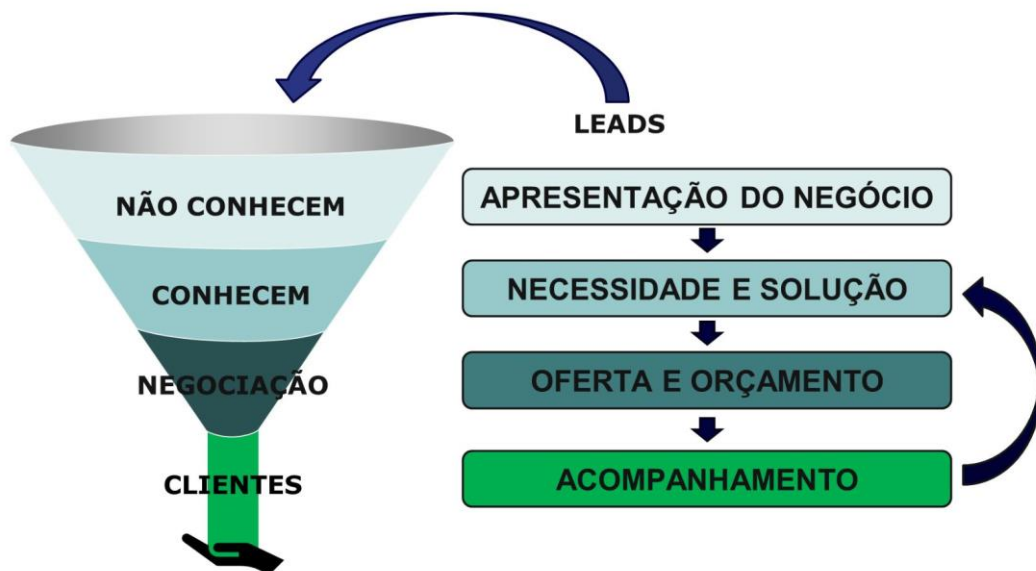 LEADS
NÃO CONHECEM
CONHECEM
NEGOCIAÇÃO
CLIENTES
APRESENTAÇÃO DO NEGÓCIO
NECESSIDADE E SOLUÇÃO
OFERTA E ORÇAMENTO
ACOMPANHAMENTO